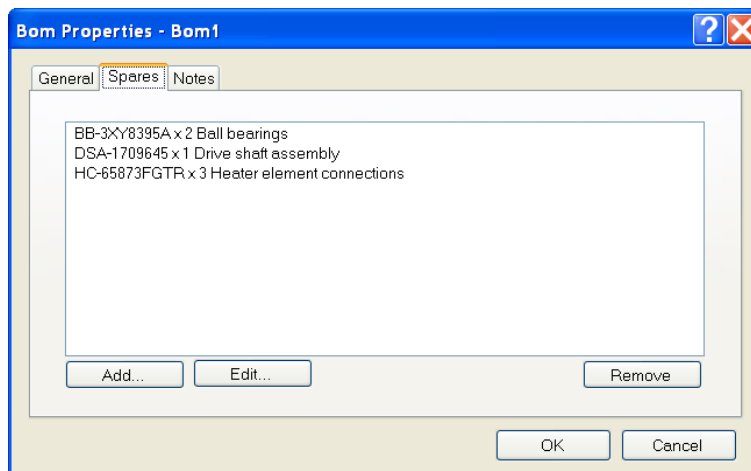 Bom Properties - Bom1
?
General Spares Notes
BB-3XY8395A x 2 Ball bearings
DSA-1709645 x 1 Drive shaft assembly
HC-65873FGTR x 3 Heater element connections
Add... Edit... Remove
OK Cancel